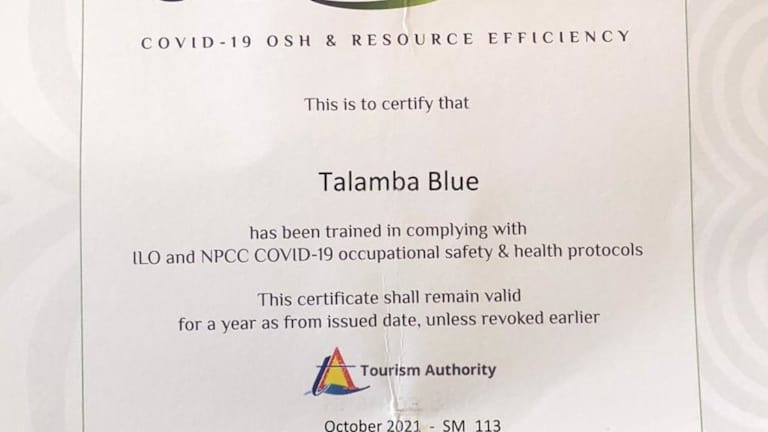 COVID-19 OSH & RESOURCE EFFICIENCY
This is to certify that
Talamba Blue
has been trained in complying with
ILO and NPCC COVID-19 occupational safety & health protocols
This certificate shall remain valid
for a year as from issued date, unless revoked earlier
Tourism Authority
October 2021 - SM 113